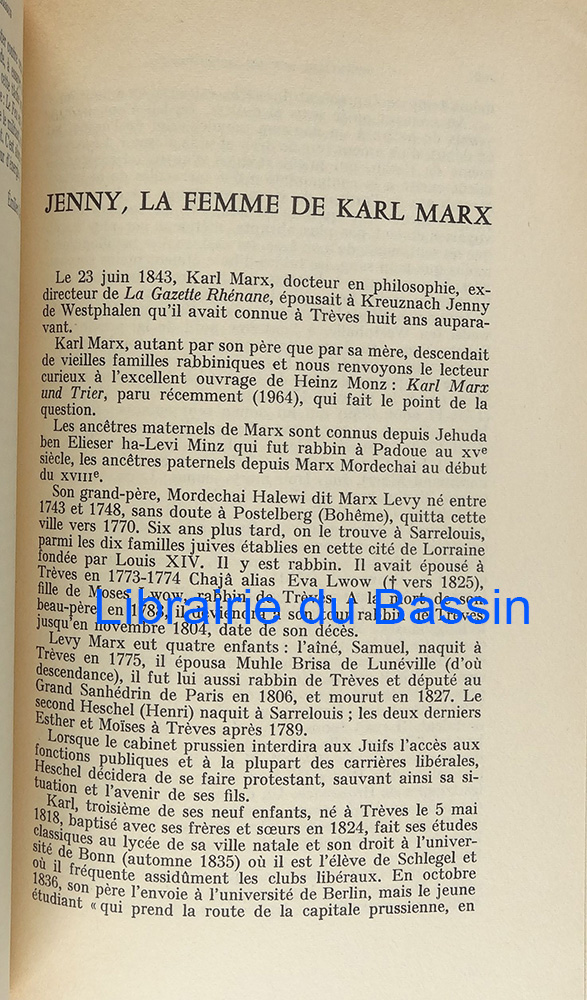 JENNY, LA FEMME DE KARL MARX
Le 23 juin 1843, Karl Marx, docteur en philosophie, ex-
directeur de La Gazette Rhénane, épousait à Kreuznach Jenny
de Westphalen qu'il avait connue à Trèves huit ans aupara-
vant.
Karl Marx, autant par son père que par sa mère, descendait
de vieilles familles rabbiniques et nous renvoyons le lecteur
curieux à l'excellent ouvrage de Heinz Monz : Karl Marx
und Trier, paru récemment (1964), qui fait le point de la
question.
Les ancêtres maternels de Marx sont connus depuis Jehuda
ben Elieser ha-Levi Minz qui fut rabbin à Padoue au XVe
siècle, les ancêtres paternels depuis Marx Mordechai au début
du XVIIIe.
Son grand-père, Mordechai Halewi dit Marx Levy né entre
1743 et 1748, sans doute à Postelberg (Bohême), quitta cette
ville vers 1770. Six ans plus tard, on le trouve à Sarrelouis,
parmi les dix familles juives établies en cette cité de Lorraine
fondée par Louis XIV. Il y est rabbin. Il avait épousé à
Trèves en 1773-1774 Chajâ alias Eva Lwow († vers 1825),
fille de Moses Lwow, rabbin de Trèves. A la mort de son
Librairie du Bassin
beau-père, en 1788, il deviendra à son tour rabbin de Trèves
jusqu'en novembre 1804, date de son décès.
Levy Marx eut quatre enfants : l'aîné, Samuel, naquit à
Trèves en 1775, il épousa Muhle Brisa de Lunéville (d'où
descendance), il fut lui aussi rabbin de Trèves et député au
Grand Sanhédrin de Paris en 1806, et mourut en 1827. Le
second Heschel (Henri) naquit à Sarrelouis ; les deux derniers
Esther et Moïses à Trèves après 1789.
Lorsque le cabinet prussien interdira aux Juifs l'accès aux
fonctions publiques et à la plupart des carrières libérales,
Heschel décidera de se faire protestant, sauvant ainsi sa si-
tuation et l'avenir de ses fils.
Karl, troisième de ses neuf enfants, né à Trèves le 5 mai
1818, baptisé avec ses frères et sœurs en 1824, fait ses études
classiques au lycée de sa ville natale et son droit à l'univer-
sité de Bonn (automne 1835) où il est l'élève de Schlegel et
où il fréquente assidûment les clubs libéraux. En octobre
1836, son père l'envoie à l'université de Berlin, mais le jeune
étudiant « qui prend la route de la capitale prussienne, en